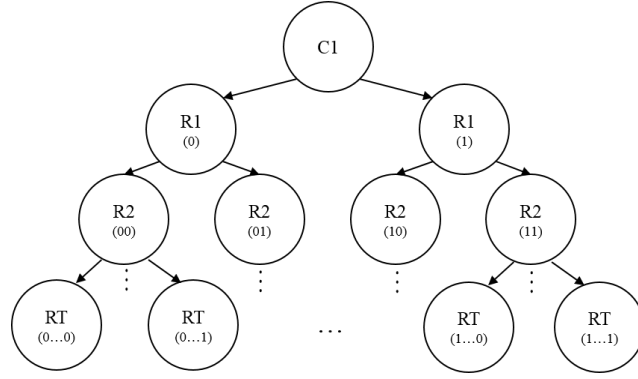 C1
R1
(0)
R1
(1)
R2
(00)
R2
(01)
R2
(10)
R2
(11)
RT
(0…0)
RT
(0…1)
…
RT
(1…0)
RT
(1…1)